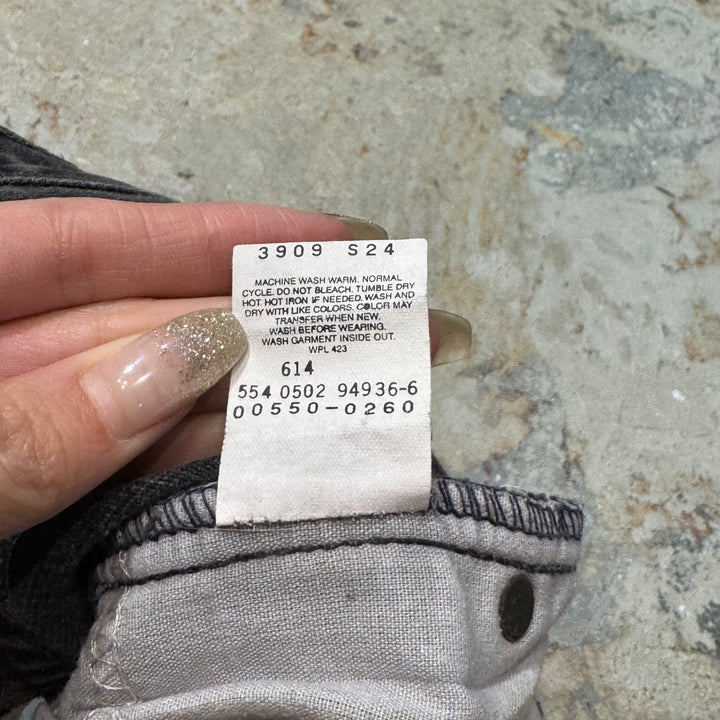 3909 S24
MACHINE WASH WARM. NORMAL
CYCLE. DO NOT BLEACH. TUMBLE DRY
HOT. HOT IRON IF NEEDED. WASH AND
DRY WITH LIKE COLORS. COLOR MAY
TRANSFER WHEN NEW.
WASH BEFORE WEARING.
WASH GARMENT INSIDE OUT.
WPL 423
614
554 0502 94936-6
00550-0260